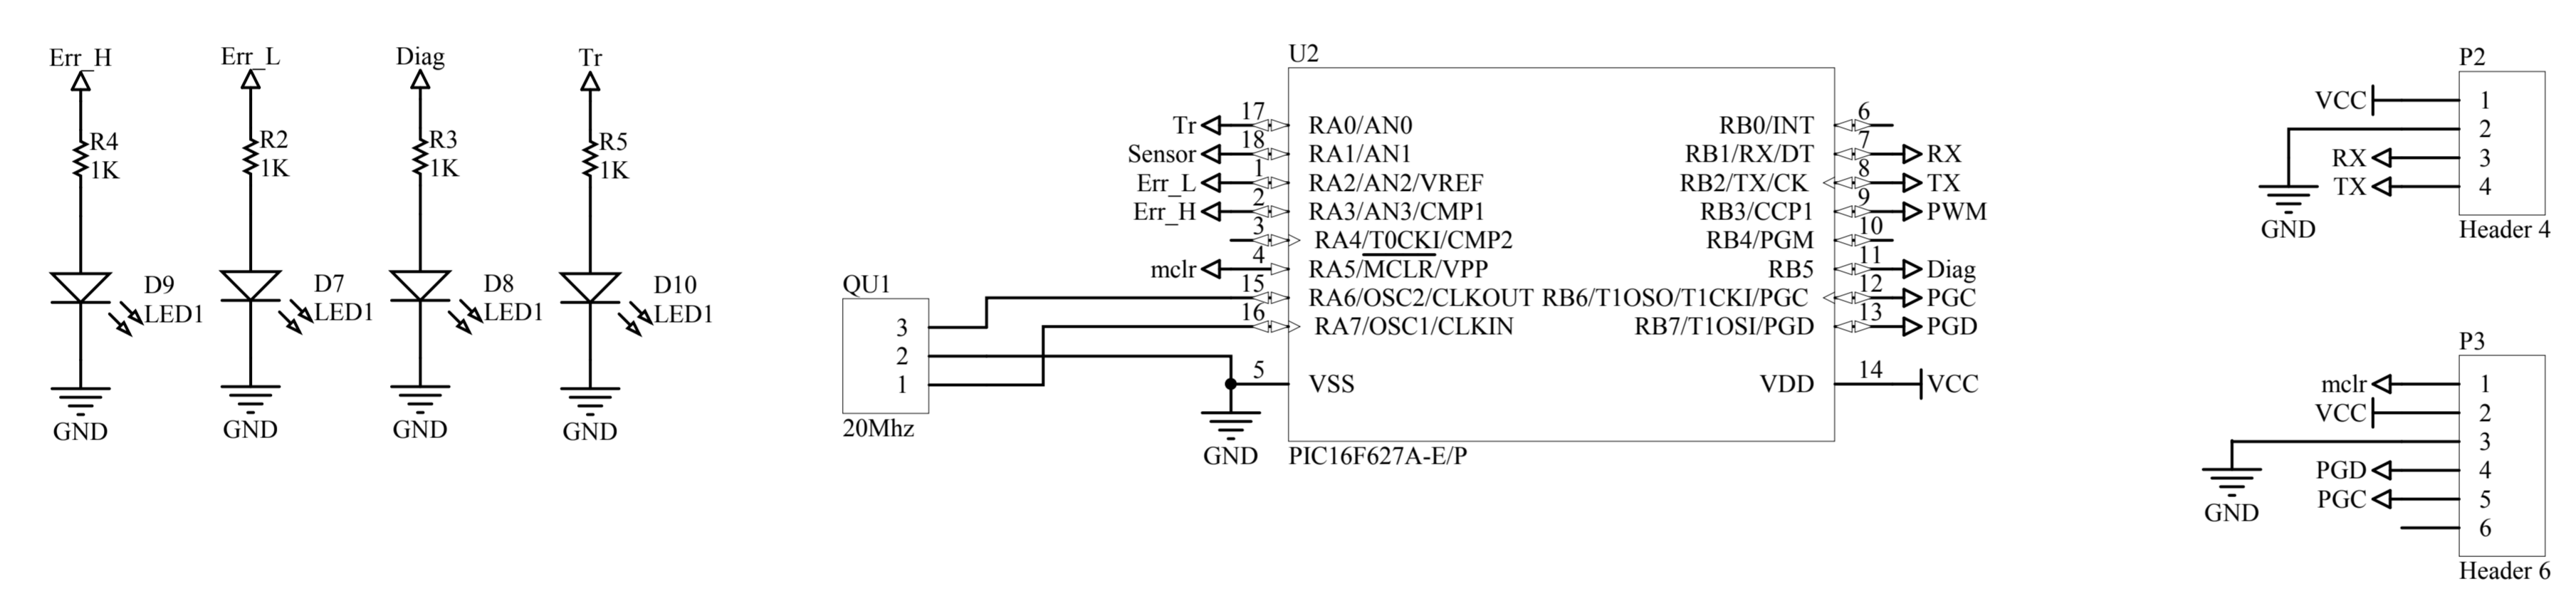 Err_H
R4
1K
D9
LED1
GND
Err_L
R2
1K
D7
LED1
GND
Diag
R3
1K
D8
LED1
GND
Tr
R5
1K
D10
LED1
GND
QU1
3
2
1
20Mhz
U2
Tr 17 RA0/AN0
Sensor 18 RA1/AN1
Err_L 1 RA2/AN2/VREF
Err_H 2 RA3/AN3/CMP1
3 RA4/T0CKI/CMP2
mclr 4 RA5/MCLR/VPP
15 RA6/OSC2/CLKOUT
16 RA7/OSC1/CLKIN
5 VSS
GND
RB0/INT 6
RB1/RX/DT 7 RX
RB2/TX/CK 8 TX
RB3/CCP1 9 PWM
RB4/PGM 10
RB5 11 Diag
RB6/T1OSO/T1CKI/PGC 12 PGC
RB7/T1OSI/PGD 13 PGD
VDD 14 VCC
PIC16F627A-E/P
P2
VCC 1
2
RX 3
TX 4
GND
Header 4
P3
mclr 1
VCC 2
3
PGD 4
PGC 5
GND
6
Header 6